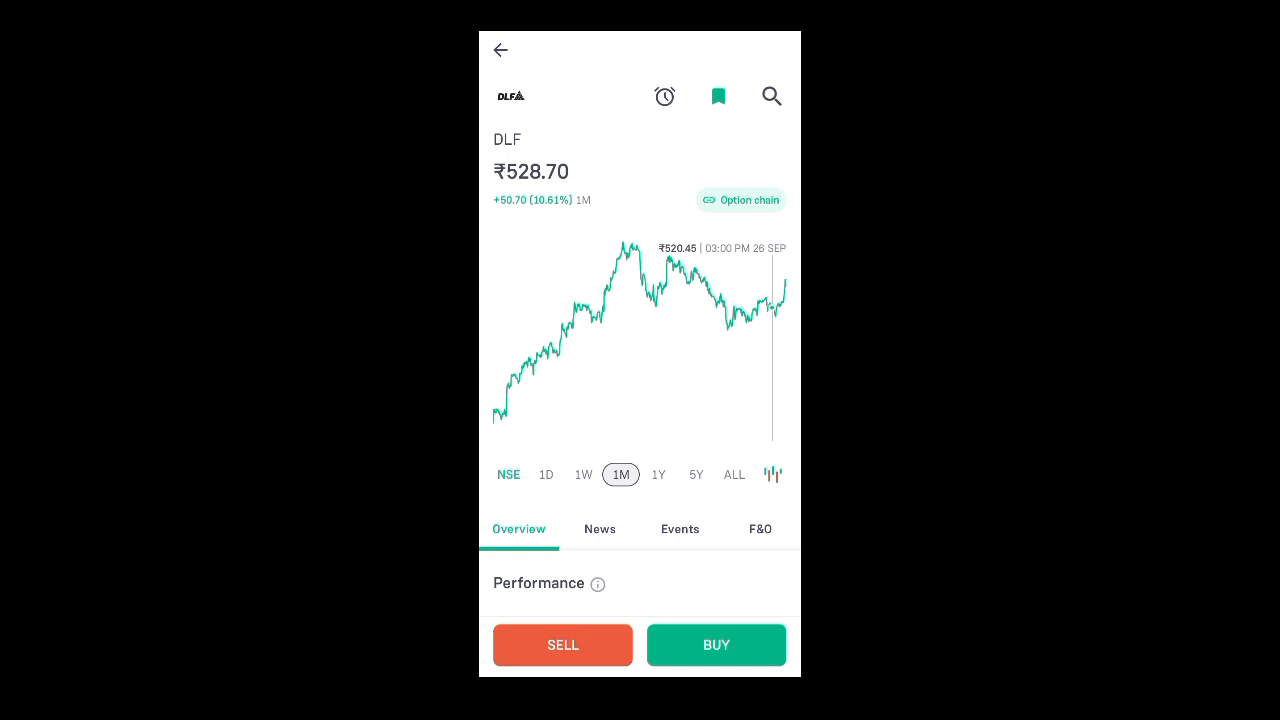 DLF
DLF
₹528.70
+50.70 (10.61%) 1M
Option chain
₹520.45 | 03:00 PM 26 SEP
NSE 1D 1W 1M 1Y 5Y ALL
Overview News Events F&O
Performance
SELL BUY